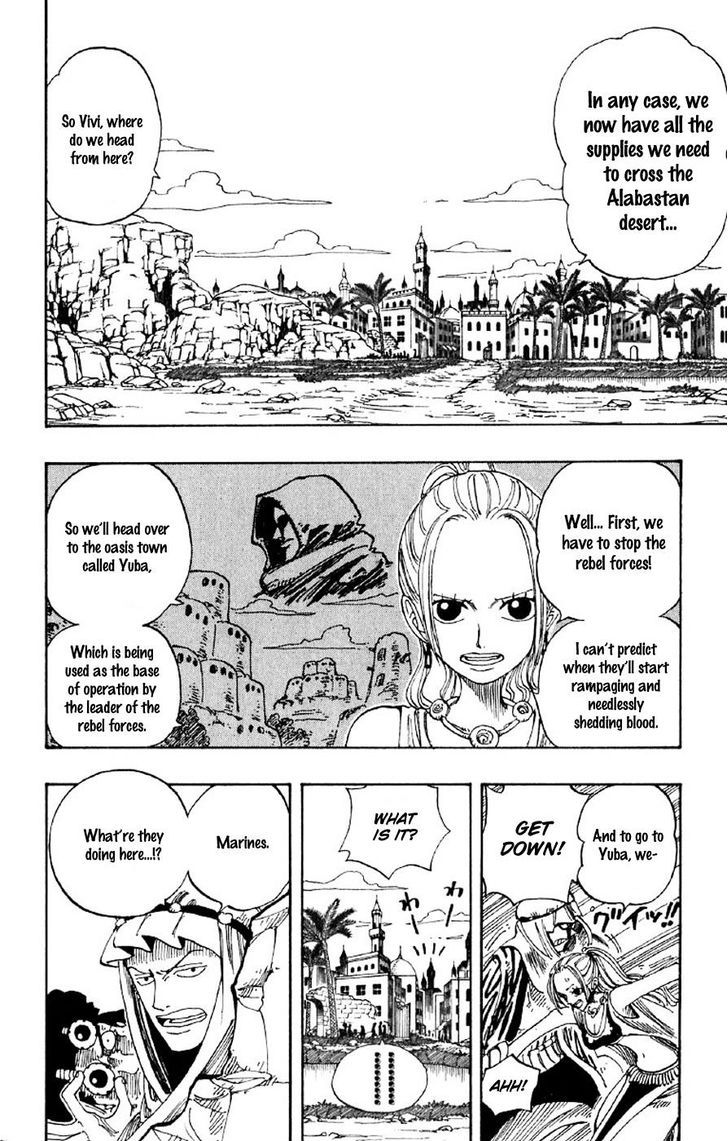 In any case, we
now have all the
supplies we need
to cross the
Alabastan
desert...
So Vivi, where
do we head
from here?
Well... First, we
have to stop the
rebel forces!
I can't predict
when they'll start
rampaging and
needlessly
shedding blood.
So we'll head over
to the oasis town
called Yuba,
Which is being
used as the base
of operation by
the leader of the
rebel forces.
And to go to
Yuba, we-
GET
DOWN!
グイッ!!
AHH!
WHAT
IS IT?
わ
わ
Marines.
What're they
doing here...!?